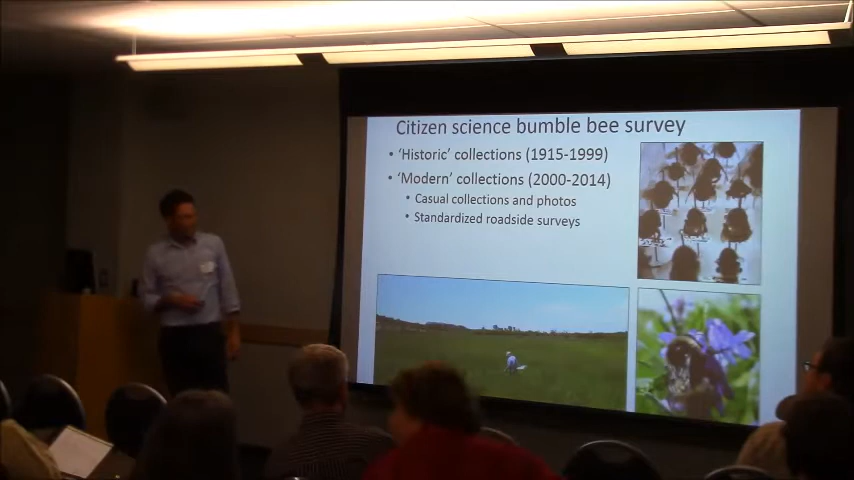 Citizen science bumble bee survey
• 'Historic' collections (1915-1999)
• 'Modern' collections (2000-2014)
• Casual collections and photos
• Standardized roadside surveys